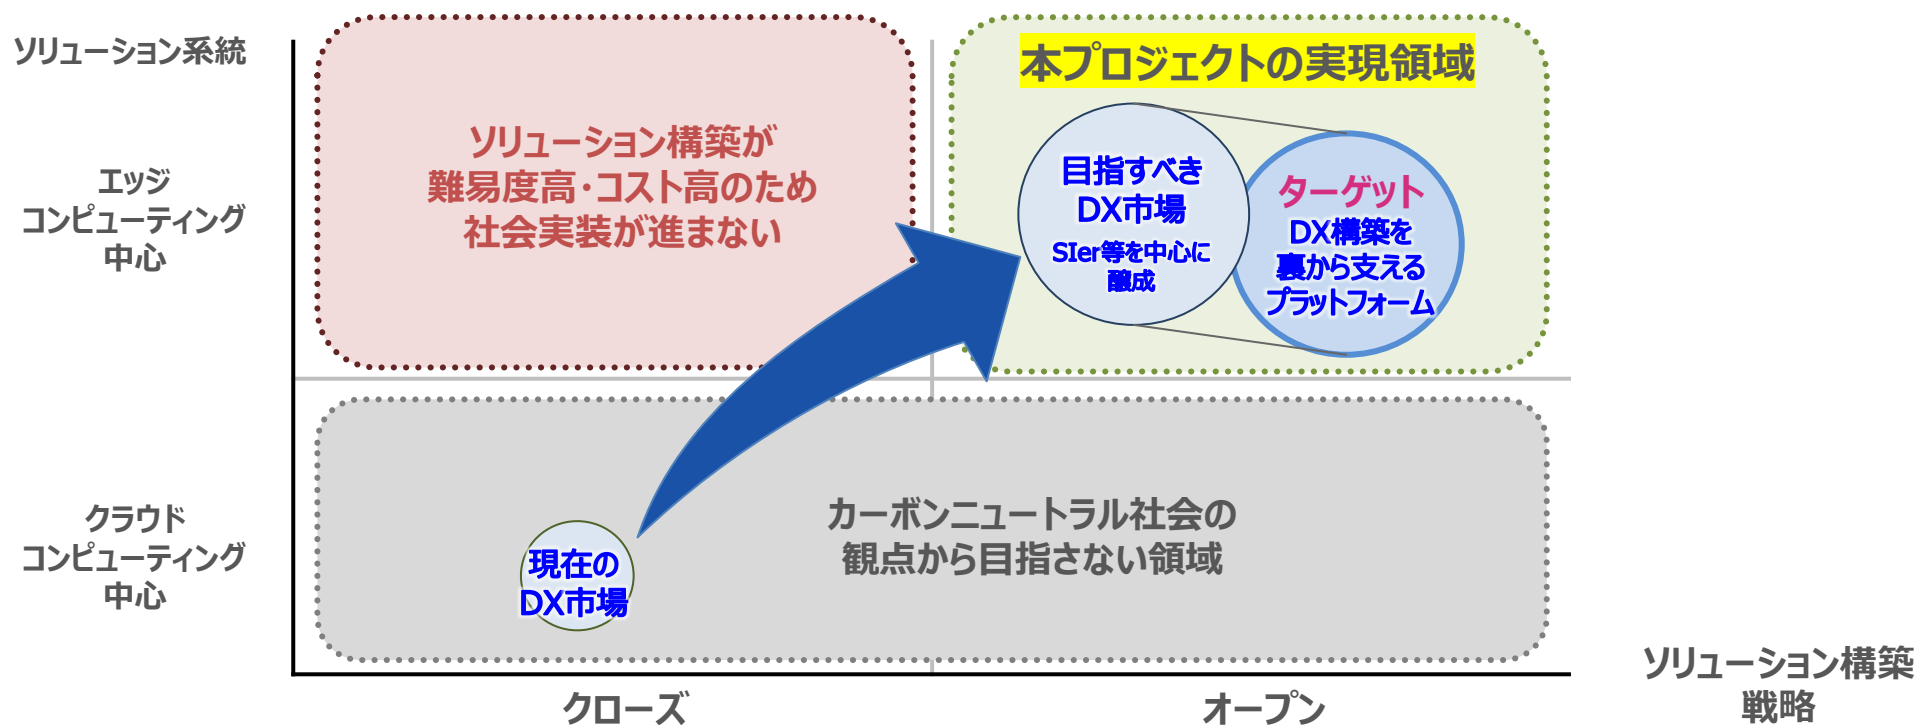 ソリューション系統
本プロジェクトの実現領域
ソリューション構築が
難易度高・コスト高のため
社会実装が進まない
エッジ
コンピューティング
中心
目指すべき
DX市場
SIer等を中心に
醸成
ターゲット
DX構築を
裏から支える
プラットフォーム
カーボンニュートラル社会の
観点から目指さない領域
クラウド
コンピューティング
中心
現在の
DX市場
クローズ
オープン
ソリューション構築
戦略